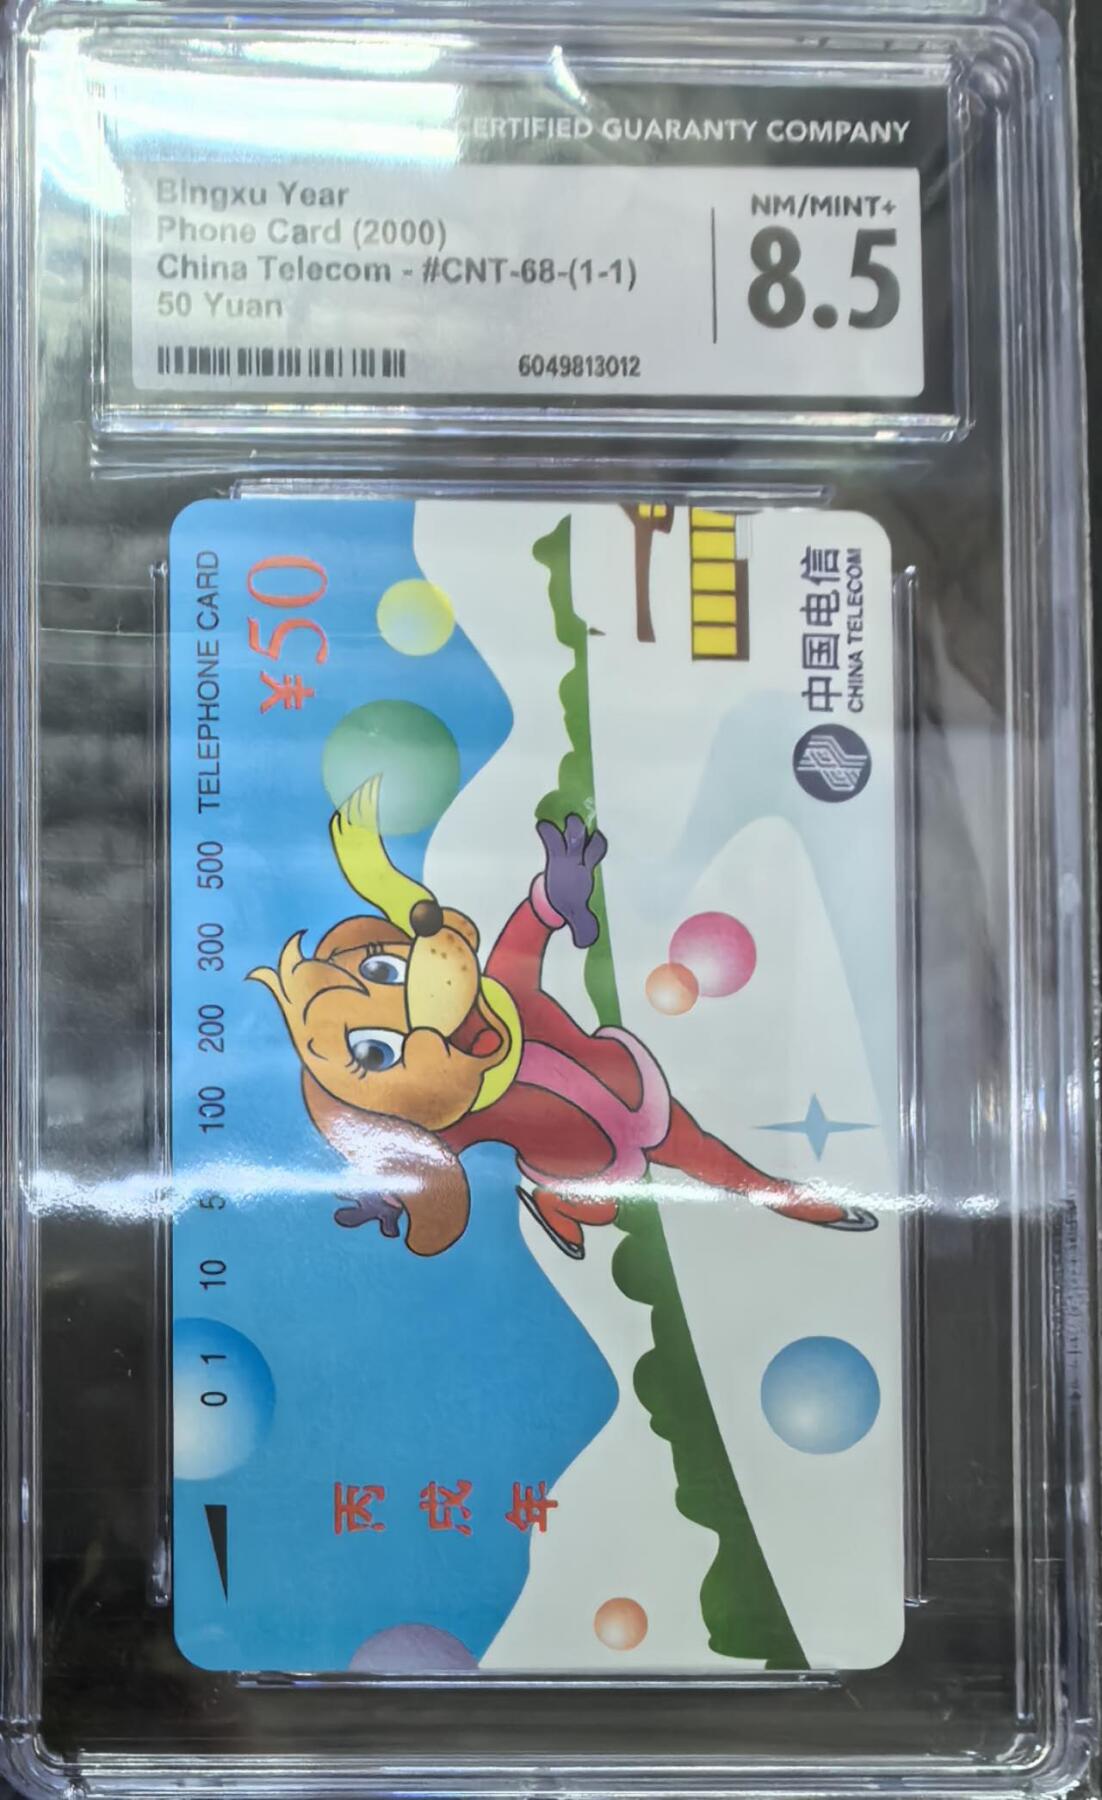 CERTIFIED GUARANTY COMPANY
Bingxu Year
Phone Card (2000)
China Telecom - #CNT-68-(1-1)
50 Yuan
NM/MINT+
8.5
6049813012
中国电信
CHINA TELECOM
¥50
0 1 10 5 100 200 300 500 TELEPHONE CARD
丙戌年